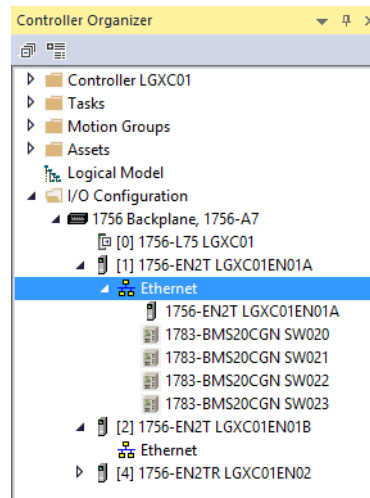 Controller Organizer
Controller LGXC01
Tasks
Motion Groups
Assets
Logical Model
I/O Configuration
1756 Backplane, 1756-A7
[0] 1756-L75 LGXC01
[1] 1756-EN2T LGXC01EN01A
Ethernet
1756-EN2T LGXC01EN01A
1783-BMS20CGN SW020
1783-BMS20CGN SW021
1783-BMS20CGN SW022
1783-BMS20CGN SW023
[2] 1756-EN2T LGXC01EN01B
Ethernet
[4] 1756-EN2TR LGXC01EN02